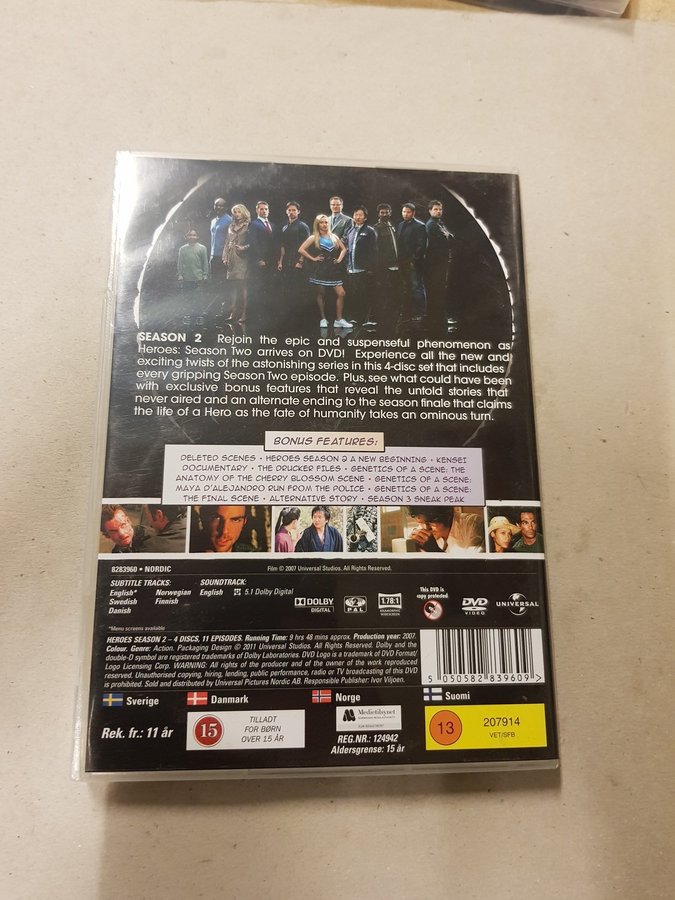 SEASON 2 Rejoin the epic and suspenseful phenomenon as
Heroes: Season Two arrives on DVD! Experience all the new and
exciting twists of the astonishing series in this 4-disc set that includes
every gripping Season Two episode. Plus, see what could have been
with exclusive bonus features that reveal the untold stories that
never aired and an alternate ending to the season finale that claims
the life of a Hero as the fate of humanity takes an ominous turn.
BONUS FEATURES:
DELETED SCENES • HEROES SEASON 2 A NEW BEGINNING • KENSEI
DOCUMENTARY • THE DRUCKER FILES • GENETICS OF A SCENE: THE
ANATOMY OF THE CHERRY BLOSSOM SCENE • GENETICS OF A SCENE:
MAYA D'ALEJANDRO RUN FROM THE POLICE • GENETICS OF A SCENE:
THE FINAL SCENE • ALTERNATIVE STORY • SEASON 3 SNEAK PEAK
8283960 • NORDIC
Film © 2007 Universal Studios. All Rights Reserved.
SUBTITLE TRACKS:
English* Norwegian
Swedish Finnish
Danish
*Menu screens available
SOUNDTRACK:
English 5.1 Dolby Digital
DOLBY
DIGITAL
PAL
1.78:1
ANAMORPHIC
WIDESCREEN
This DVD is
copy protected
DVD
VIDEO
UNIVERSAL
HEROES SEASON 2 – 4 DISCS, 11 EPISODES. Running Time: 9 hrs 48 mins approx. Production year: 2007.
Colour. Genre: Action. Packaging Design © 2011 Universal Studios. All Rights Reserved. Dolby and the
double-D symbol are registered trademarks of Dolby Laboratories. DVD Logo is a trademark of DVD Format/
Logo Licensing Corp. WARNING: All rights of the producer and of the owner of the work reproduced
reserved. Unauthorised copying, hiring, lending, public performance, radio or TV broadcasting of this DVD
is prohibited. Sold and distributed by Universal Pictures Nordic AB. Responsible Publisher: Ivor Viljoen.
5 050582 839609 >
Sverige
Rek. fr.: 11 år
Danmark
15
TILLADT
FOR BØRN
OVER 15 ÅR
Norge
Medietilsynet
REG.NR.: 124942
Aldersgrense: 15 år
Suomi
13
207914
VET/SFB